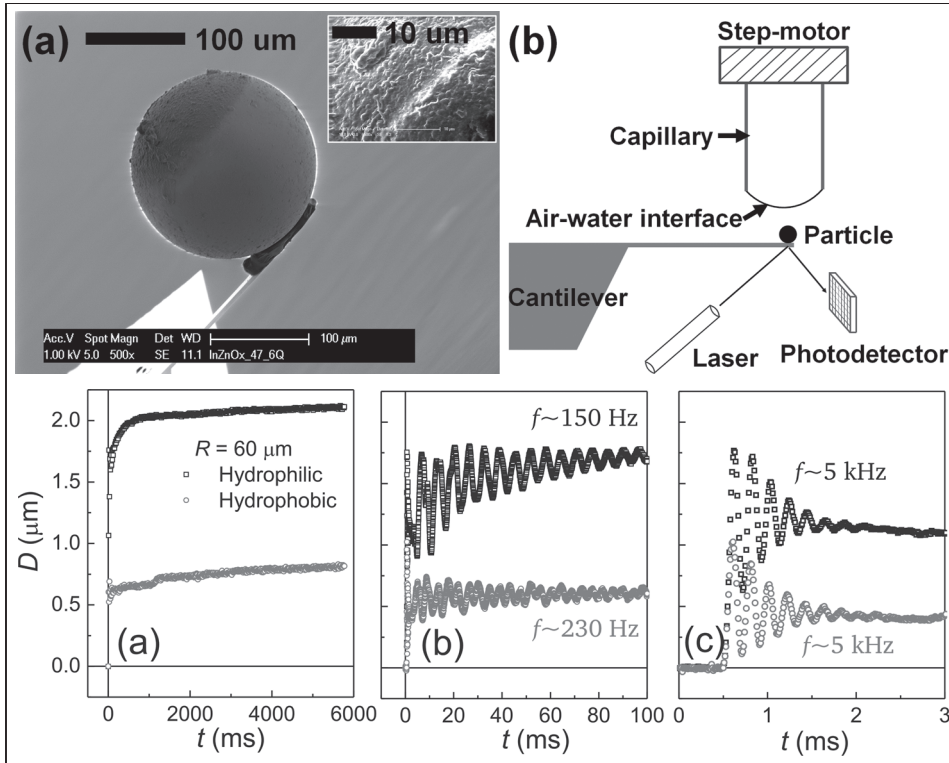 (a)
100 um
10 um
Acc.V Spot Magn Det WD 100 μm
1.00 kV 5.0 500x SE 11.1 InZnOx_47_6Q
(b)
Step-motor
Capillary
Air-water interface
Particle
Cantilever
Laser
Photodetector
D (μm)
2.0
1.5
1.0
0.5
0.0
R = 60 μm
Hydrophilic
Hydrophobic
(a)
0 2000 4000 6000
t (ms)
f~150 Hz
f~230 Hz
(b)
0 20 40 60 80 100
t (ms)
f~5 kHz
f~5 kHz
(c)
0 1 2 3
t (ms)